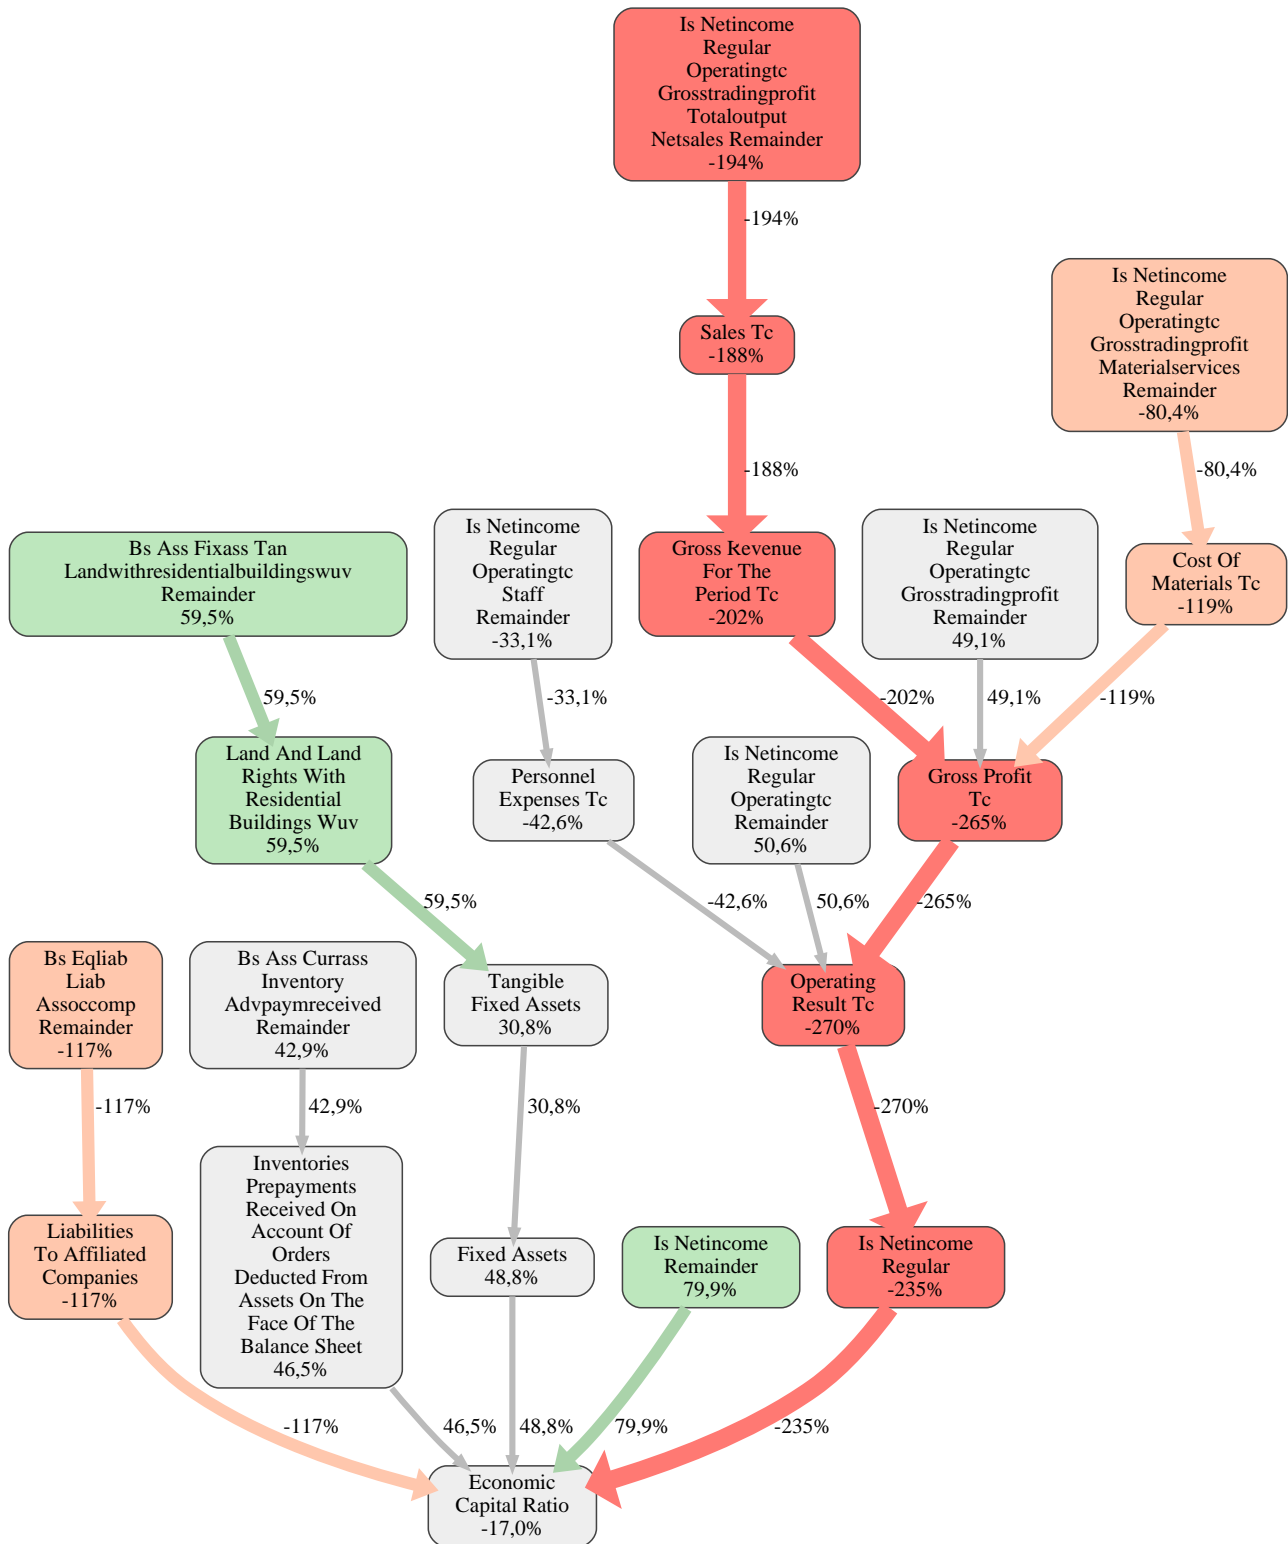 Is Netincome
Regular
Operatingtc
Grosstradingprofit
Totaloutput
Netsales Remainder
-194%
-194%
Sales Tc
-188%
Is Netincome
Regular
Operatingtc
Grosstradingprofit
Materialservices
Remainder
-80,4%
-188%
-80,4%
Bs Ass Fixass Tan
Landwithresidentialbuildingswuv
Remainder
59,5%
Is Netincome
Regular
Operatingtc
Staff
Remainder
-33,1%
Gross Revenue
For The
Period Tc
-202%
Is Netincome
Regular
Operatingtc
Grosstradingprofit
Remainder
49,1%
Cost Of
Materials Tc
-119%
59,5%
-33,1%
-202%
49,1%
-119%
Land And Land
Rights With
Residential
Buildings Wuv
59,5%
Personnel
Expenses Tc
-42,6%
Is Netincome
Regular
Operatingtc
Remainder
50,6%
Gross Profit
Tc
-265%
59,5%
-42,6%
50,6%
-265%
Bs Eqliab
Liab
Assoccomp
Remainder
-117%
Bs Ass Currass
Inventory
Advpaymreceived
Remainder
42,9%
Tangible
Fixed Assets
30,8%
Operating
Result Tc
-270%
-117%
42,9%
30,8%
-270%
Liabilities
To Affiliated
Companies
-117%
Inventories
Prepayments
Received On
Account Of
Orders
Deducted From
Assets On The
Face Of The
Balance Sheet
46,5%
Fixed Assets
48,8%
Is Netincome
Remainder
79,9%
Is Netincome
Regular
-235%
-117%
46,5%
48,8%
79,9%
-235%
Economic
Capital Ratio
-17,0%